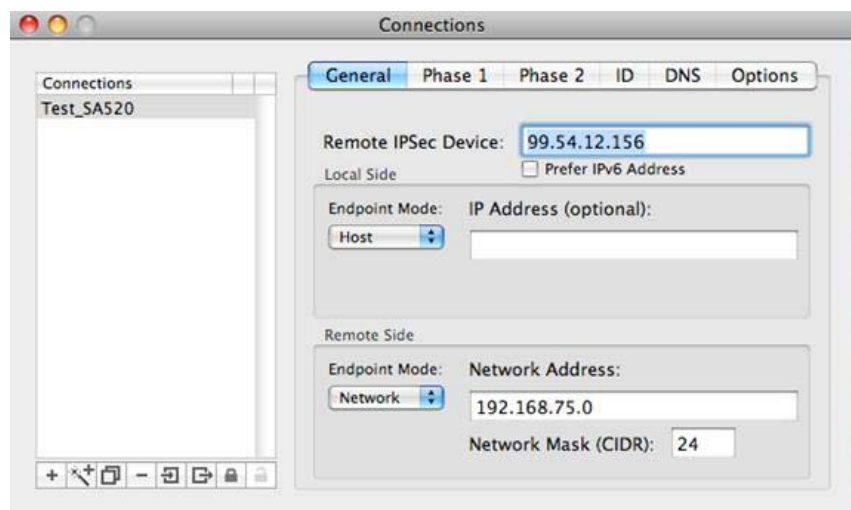 Connections
Connections
Test_SA520
General Phase 1 Phase 2 ID DNS Options
Remote IPSec Device: 99.54.12.156
Prefer IPv6 Address
Local Side
Endpoint Mode: IP Address (optional):
Host
Remote Side
Endpoint Mode: Network Address:
Network 192.168.75.0
Network Mask (CIDR): 24